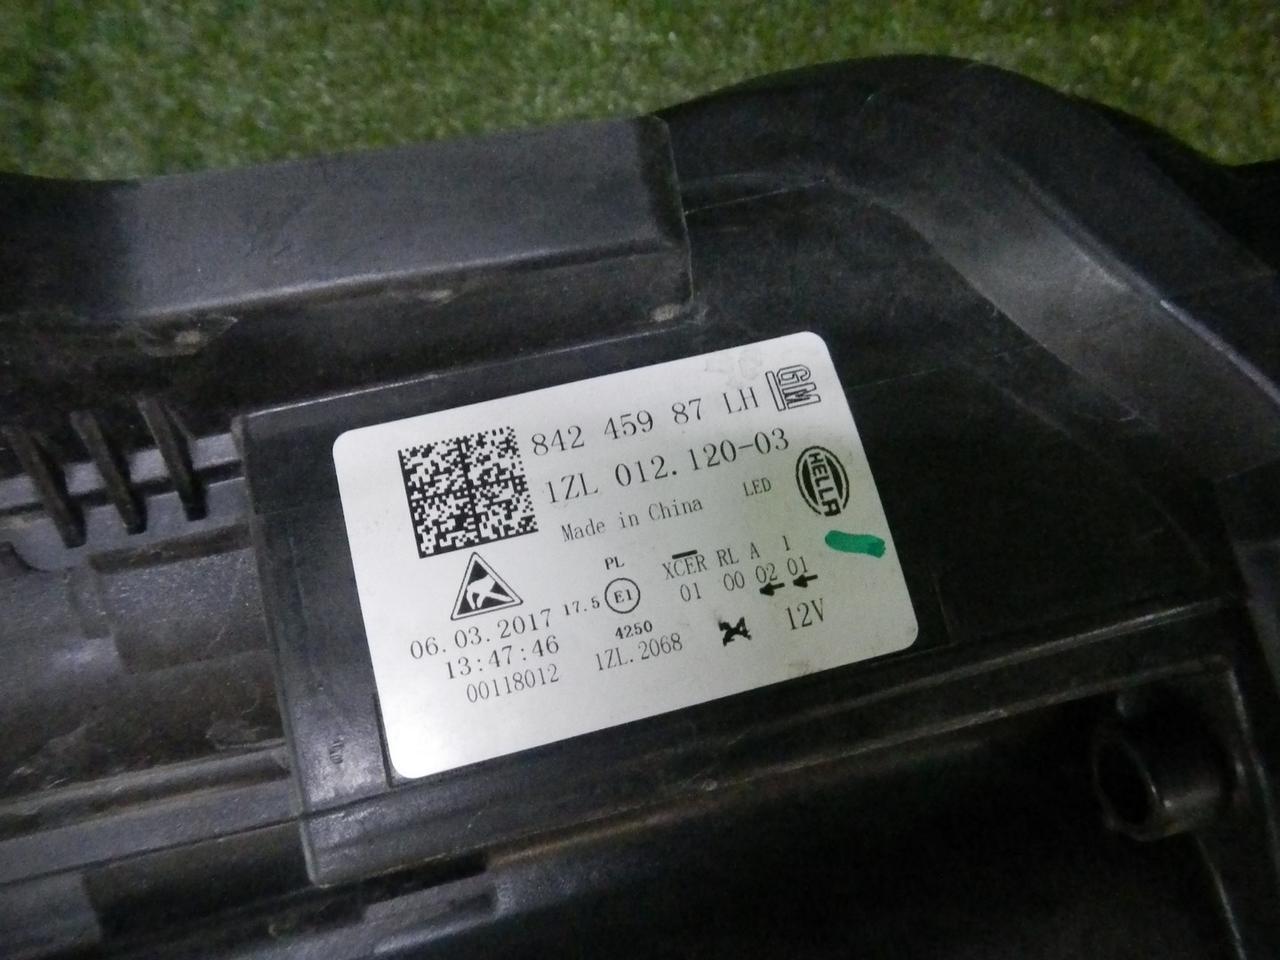 842 459 87 LH GM
1ZL 012.120-03
Made in China LED HELLA
PL XCER RL A 1
17.5 E1 01 00 02 01
4250
06.03.2017
13:47:46 1ZL.2068 12V
00118012